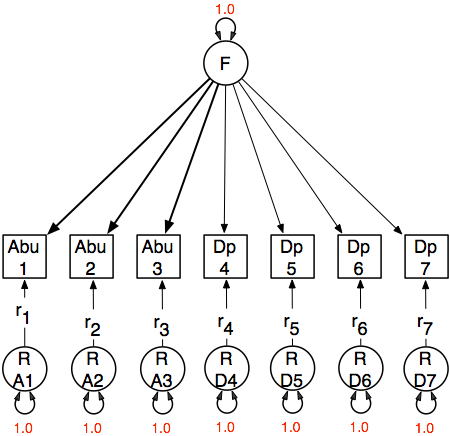 1.0
F
Abu Abu Abu Dp Dp Dp Dp
1 2 3 4 5 6 7
r1 r2 r3 r4 r5 r6 r7
R R R R R R R
A1 A2 A3 D4 D5 D6 D7
1.0 1.0 1.0 1.0 1.0 1.0 1.0